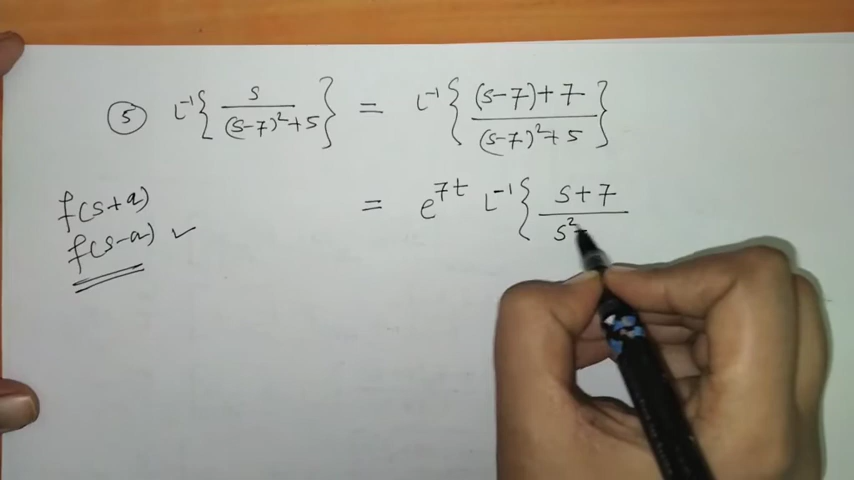 ⑤ L⁻¹{ s / ((s-7)²+5) } = L⁻¹{ ((s-7)+7) / ((s-7)²+5) }
= e^{7t} L⁻¹{ (s+7) / s²
f(s+a)
f(s-a) ✓